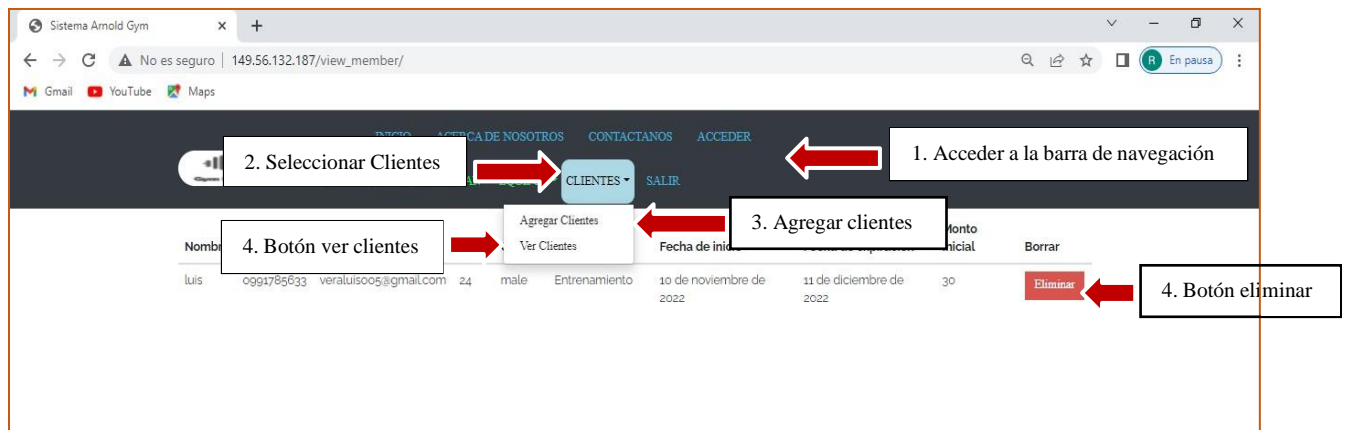 Sistema Arnold Gym
No es seguro | 149.56.132.187/view_member/
R En pausa
Gmail YouTube Maps
INICIO ACERCA DE NOSOTROS CONTACTANOS ACCEDER
1. Acceder a la barra de navegación
2. Seleccionar Clientes
CLIENTES SALIR
Agregar Clientes
3. Agregar clientes
4. Botón ver clientes
Ver Clientes
Fecha de inicio
Monto
inicial
Borrar
luis 0991785633 veraluis005@gmail.com 24 male Entrenamiento 10 de noviembre de 11 de diciembre de 30 Eliminar
2022 2022
4. Botón eliminar